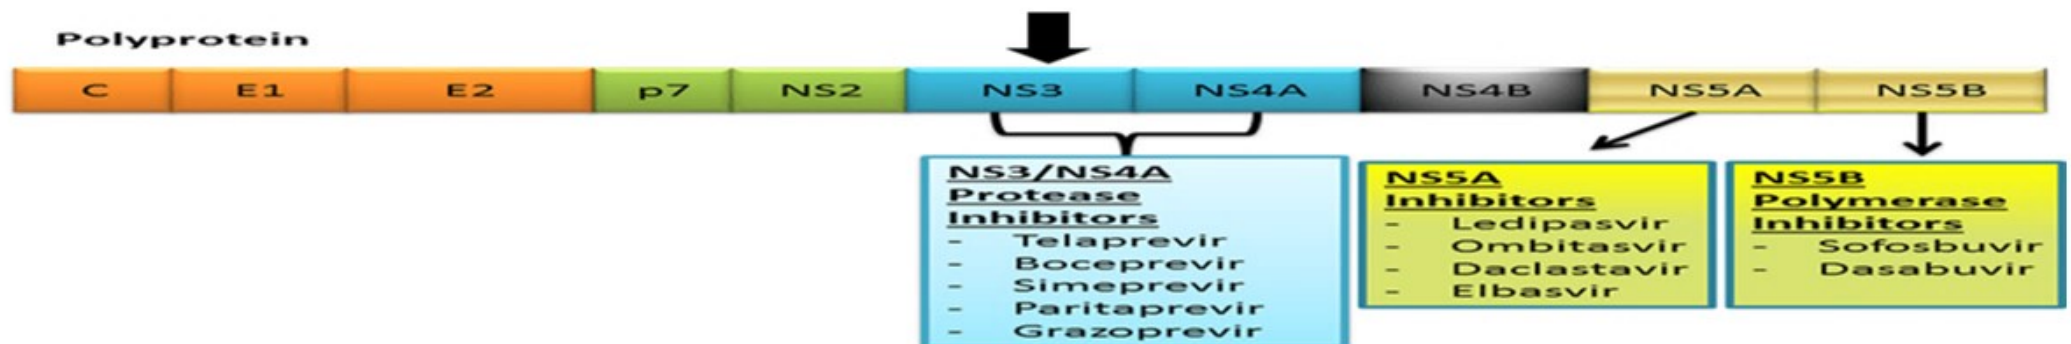 Polyprotein
C E1 E2 p7 NS2 NS3 NS4A NS4B NS5A NS5B
NS3/NS4A
Protease
Inhibitors
- Telaprevir
- Boceprevir
- Simeprevir
- Paritaprevir
- Grazoprevir
NS5A
Inhibitors
- Ledipasvir
- Ombitasvir
- Daclastavir
- Elbasvir
NS5B
Polymerase
Inhibitors
- Sofosbuvir
- Dasabuvir